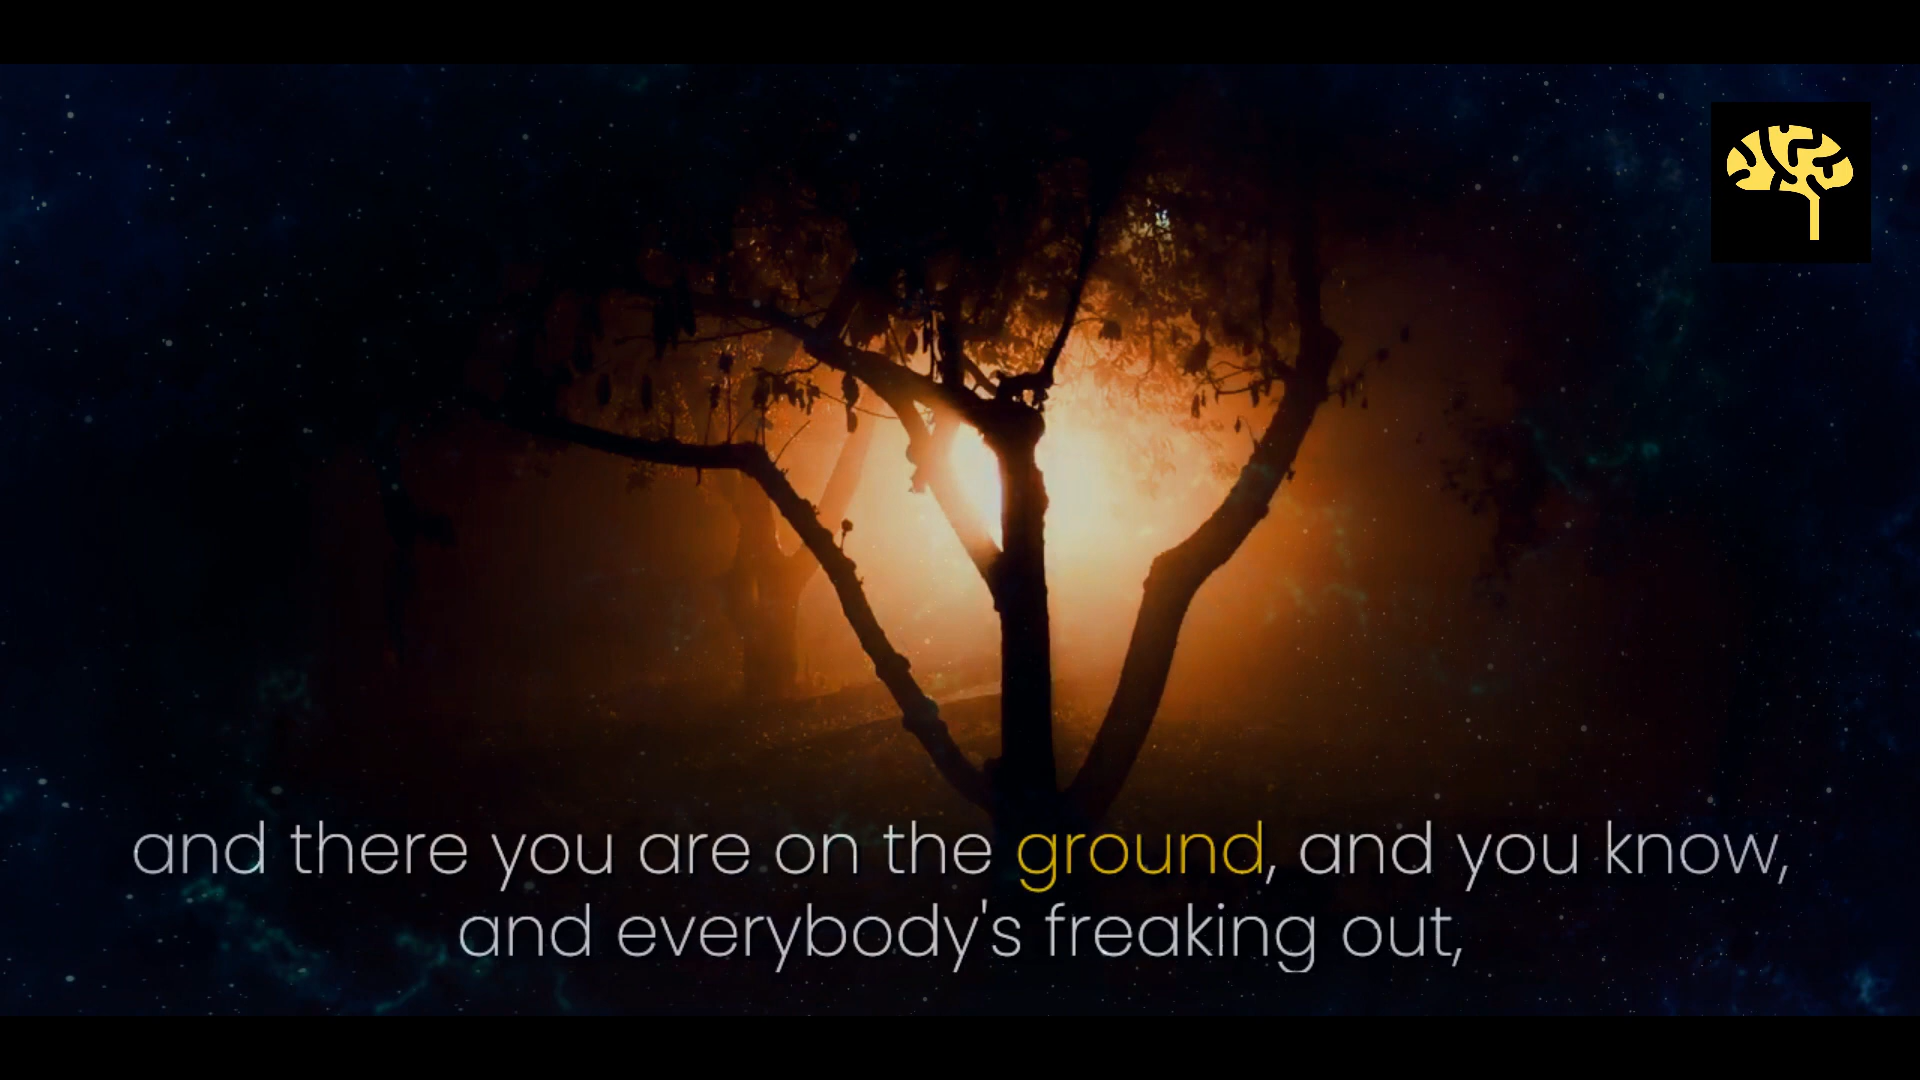 and there you are on the ground, and you know,
and everybody's freaking out,